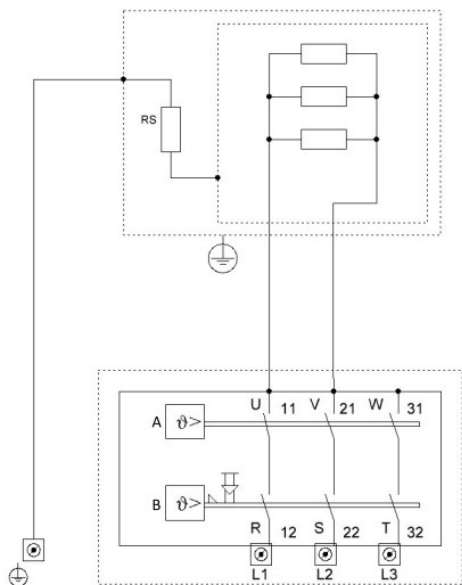 RS
U 11 V 21 W 31
A ϑ>
B ϑ>
R 12 S 22 T 32
L1 L2 L3